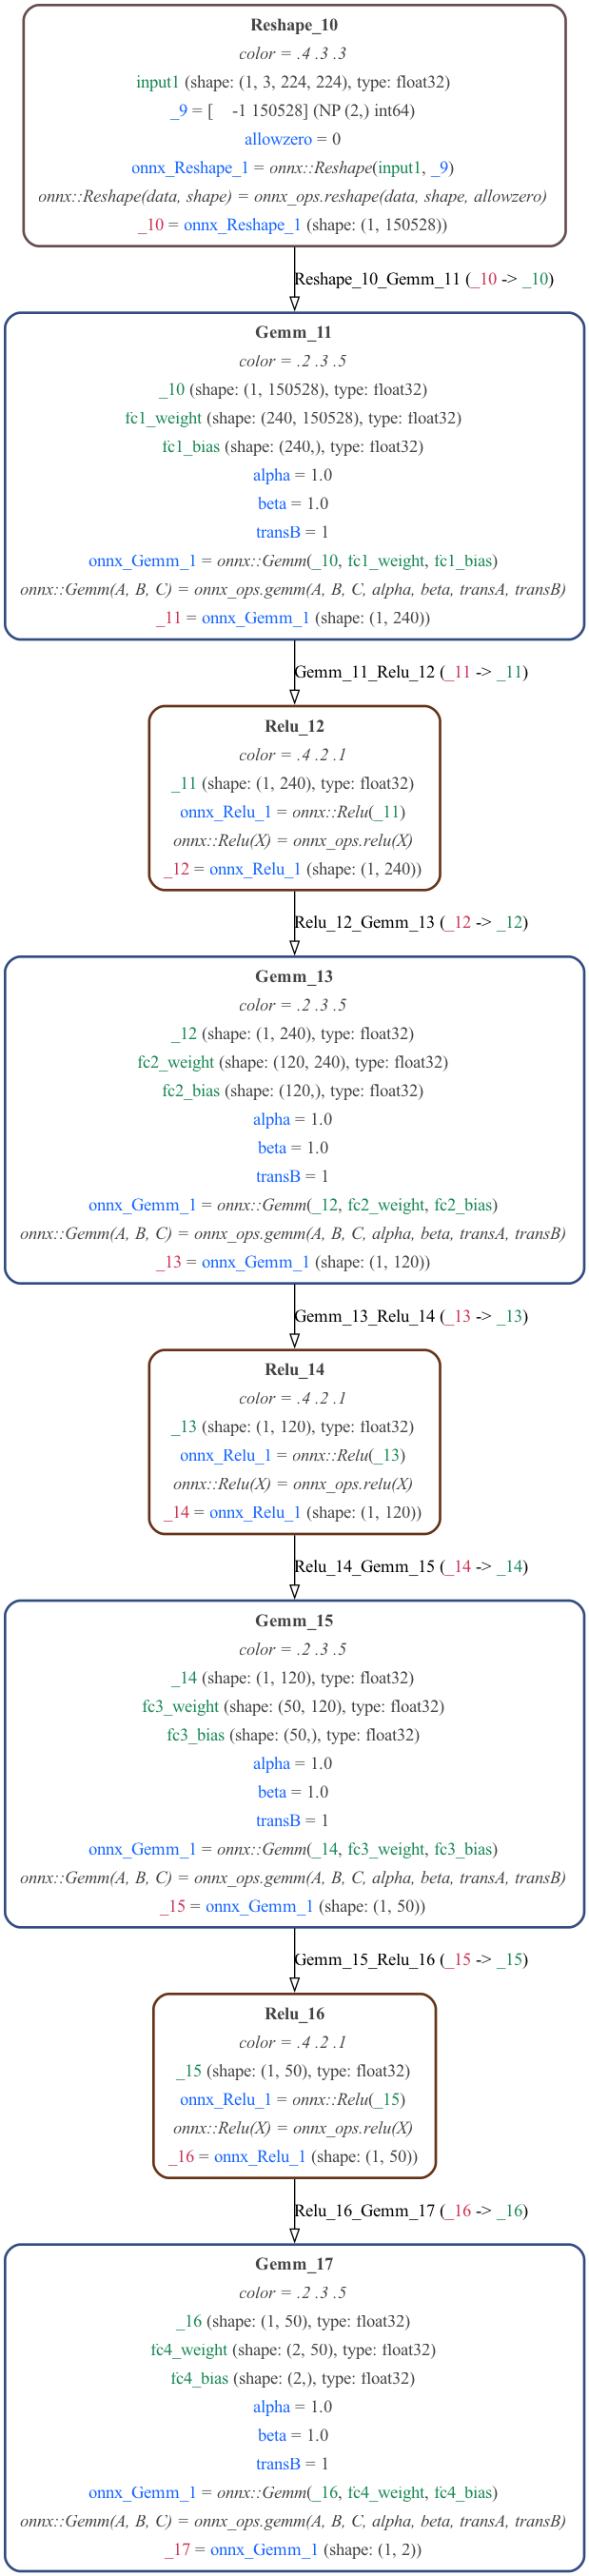 Reshape_10
color = .4 .3 .3
input1 (shape: (1, 3, 224, 224), type: float32)
_9 = [    -1 150528] (NP (2,) int64)
allowzero = 0
onnx_Reshape_1 = onnx::Reshape(input1, _9)
onnx::Reshape(data, shape) = onnx_ops.reshape(data, shape, allowzero)
_10 = onnx_Reshape_1 (shape: (1, 150528))
Reshape_10_Gemm_11 (_10 -> _10)
Gemm_11
color = .2 .3 .5
_10 (shape: (1, 150528), type: float32)
fc1_weight (shape: (240, 150528), type: float32)
fc1_bias (shape: (240,), type: float32)
alpha = 1.0
beta = 1.0
transB = 1
onnx_Gemm_1 = onnx::Gemm(_10, fc1_weight, fc1_bias)
onnx::Gemm(A, B, C) = onnx_ops.gemm(A, B, C, alpha, beta, transA, transB)
_11 = onnx_Gemm_1 (shape: (1, 240))
Gemm_11_Relu_12 (_11 -> _11)
Relu_12
color = .4 .2 .1
_11 (shape: (1, 240), type: float32)
onnx_Relu_1 = onnx::Relu(_11)
onnx::Relu(X) = onnx_ops.relu(X)
_12 = onnx_Relu_1 (shape: (1, 240))
Relu_12_Gemm_13 (_12 -> _12)
Gemm_13
color = .2 .3 .5
_12 (shape: (1, 240), type: float32)
fc2_weight (shape: (120, 240), type: float32)
fc2_bias (shape: (120,), type: float32)
alpha = 1.0
beta = 1.0
transB = 1
onnx_Gemm_1 = onnx::Gemm(_12, fc2_weight, fc2_bias)
onnx::Gemm(A, B, C) = onnx_ops.gemm(A, B, C, alpha, beta, transA, transB)
_13 = onnx_Gemm_1 (shape: (1, 120))
Gemm_13_Relu_14 (_13 -> _13)
Relu_14
color = .4 .2 .1
_13 (shape: (1, 120), type: float32)
onnx_Relu_1 = onnx::Relu(_13)
onnx::Relu(X) = onnx_ops.relu(X)
_14 = onnx_Relu_1 (shape: (1, 120))
Relu_14_Gemm_15 (_14 -> _14)
Gemm_15
color = .2 .3 .5
_14 (shape: (1, 120), type: float32)
fc3_weight (shape: (50, 120), type: float32)
fc3_bias (shape: (50,), type: float32)
alpha = 1.0
beta = 1.0
transB = 1
onnx_Gemm_1 = onnx::Gemm(_14, fc3_weight, fc3_bias)
onnx::Gemm(A, B, C) = onnx_ops.gemm(A, B, C, alpha, beta, transA, transB)
_15 = onnx_Gemm_1 (shape: (1, 50))
Gemm_15_Relu_16 (_15 -> _15)
Relu_16
color = .4 .2 .1
_15 (shape: (1, 50), type: float32)
onnx_Relu_1 = onnx::Relu(_15)
onnx::Relu(X) = onnx_ops.relu(X)
_16 = onnx_Relu_1 (shape: (1, 50))
Relu_16_Gemm_17 (_16 -> _16)
Gemm_17
color = .2 .3 .5
_16 (shape: (1, 50), type: float32)
fc4_weight (shape: (2, 50), type: float32)
fc4_bias (shape: (2,), type: float32)
alpha = 1.0
beta = 1.0
transB = 1
onnx_Gemm_1 = onnx::Gemm(_16, fc4_weight, fc4_bias)
onnx::Gemm(A, B, C) = onnx_ops.gemm(A, B, C, alpha, beta, transA, transB)
_17 = onnx_Gemm_1 (shape: (1, 2))